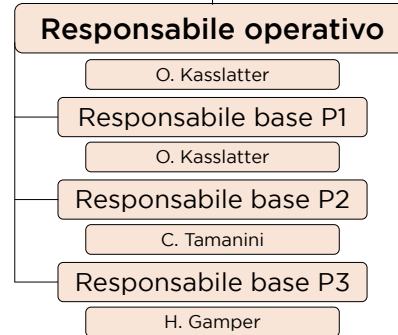 Responsabile operativo
O. Kasslatter
Responsabile base P1
O. Kasslatter
Responsabile base P2
C. Tamanini
Responsabile base P3
H. Gamper